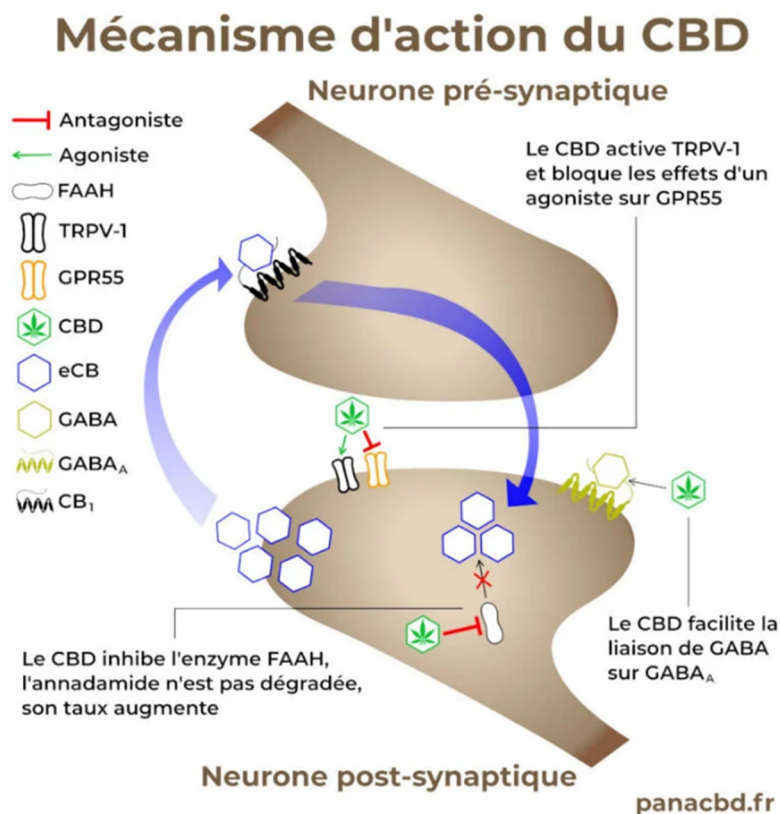 Mécanisme d'action du CBD
Neurone pré-synaptique
Antagoniste
Agoniste
FAAH
TRPV-1
GPR55
CBD
eCB
GABA
GABA_A
CB₁
Le CBD active TRPV-1
et bloque les effets d'un
agoniste sur GPR55
Le CBD facilite la
liaison de GABA
sur GABA_A
Le CBD inhibe l'enzyme FAAH,
l'annadamide n'est pas dégradée,
son taux augmente
Neurone post-synaptique
panacbd.fr